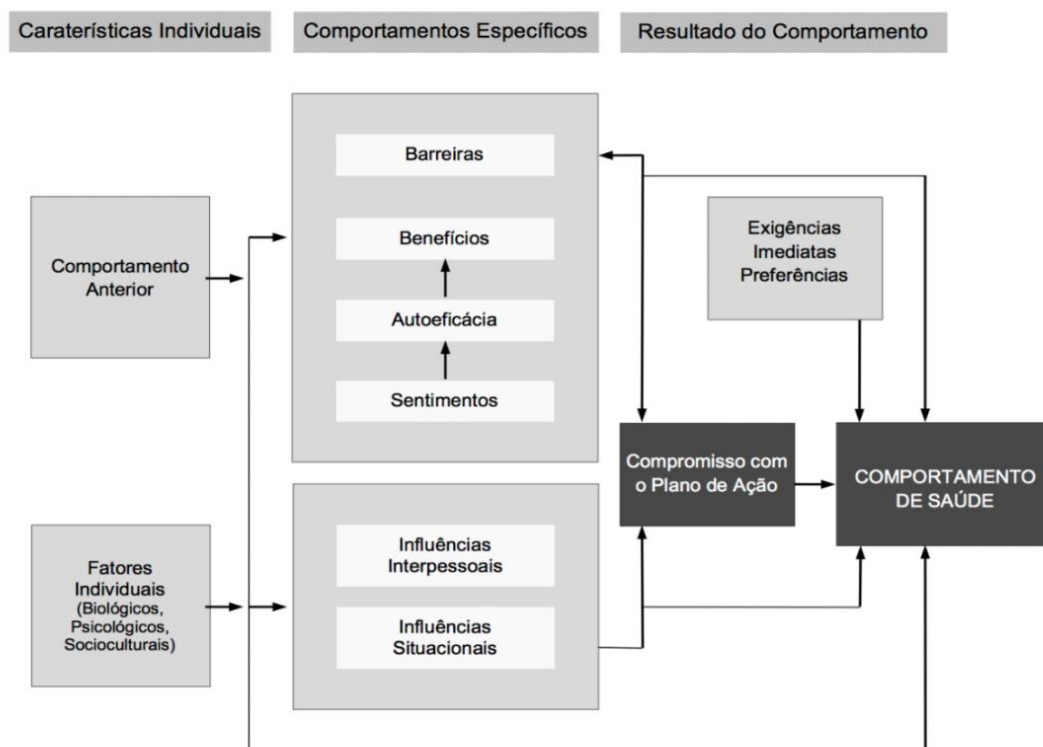 Caraterísticas Individuais
Comportamentos Específicos
Resultado do Comportamento
Barreiras
Benefícios
Autoeficácia
Sentimentos
Comportamento
Anterior
Exigências
Imediatas
Preferências
Compromisso com
o Plano de Ação
COMPORTAMENTO
DE SAÚDE
Fatores
Individuais
(Biológicos,
Psicológicos,
Socioculturais)
Influências
Interpessoais
Influências
Situacionais